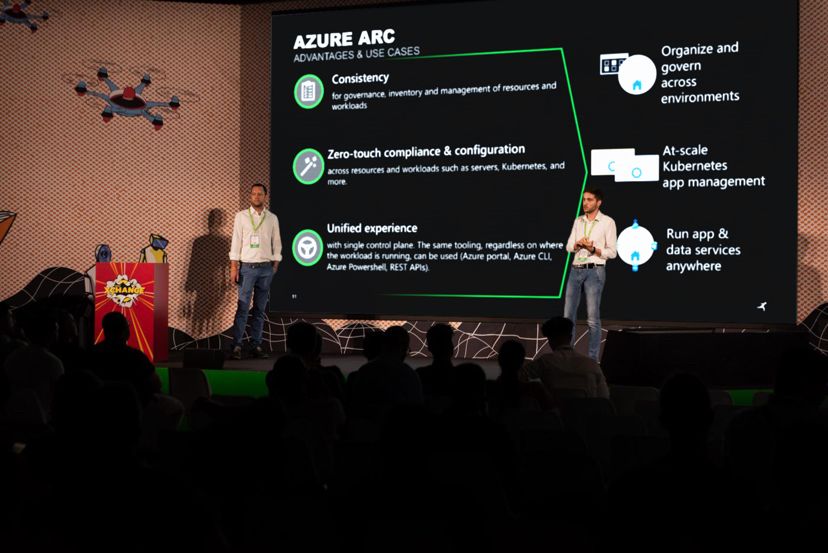 AZURE ARC
ADVANTAGES & USE CASES
Consistency
for governance, inventory and management of resources and
workloads
Zero-touch compliance & configuration
across resources and workloads such as servers, Kubernetes, and
more.
Unified experience
with single control plane. The same tooling, regardless on where
the workload is running, can be used (Azure portal, Azure CLI,
Azure Powershell, REST APIs).
Organize and
govern
across
environments
At-scale
Kubernetes
app management
Run app &
data services
anywhere
XCHANGE